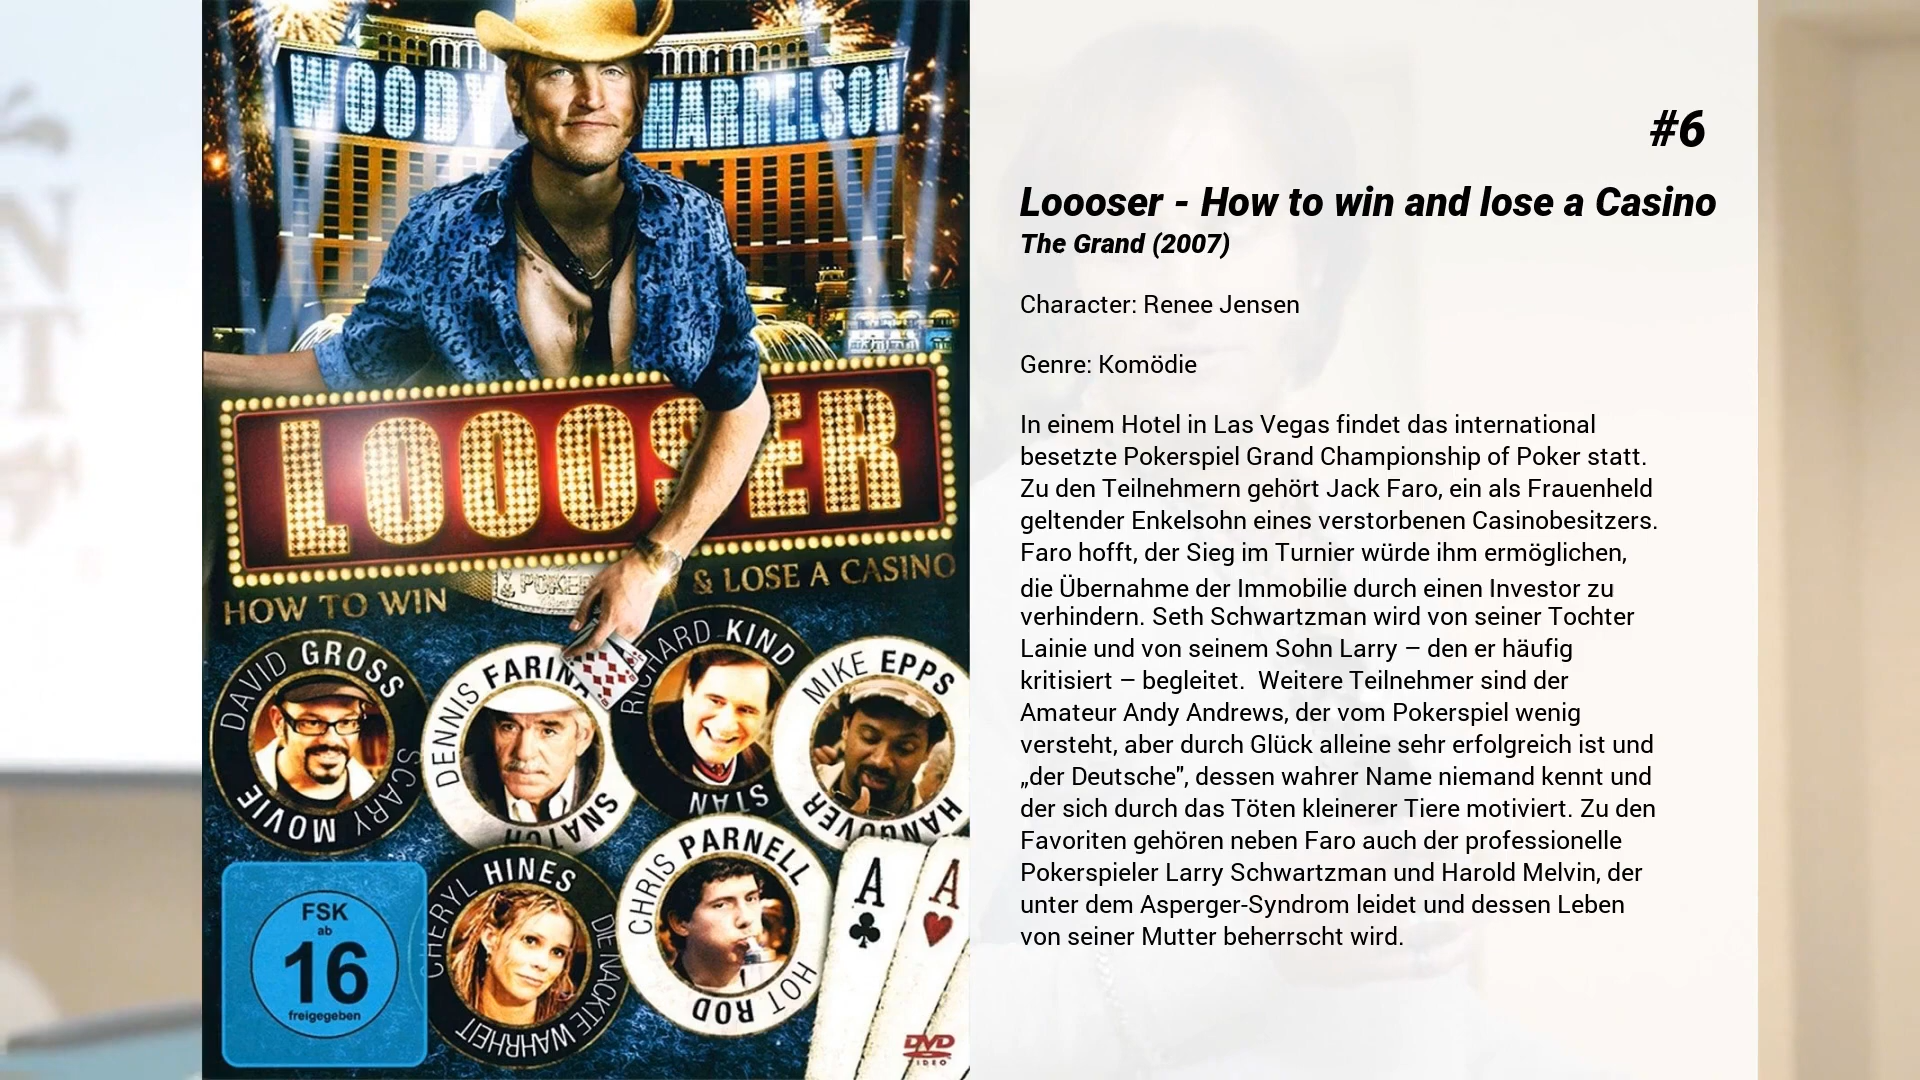 WOODY HARRELSON
LOOOSER
HOW TO WIN & LOSE A CASINO
POKER
DAVID GROSS
SCARY MOVIE
DENNIS FARINA
SNATCH
RICHARD KIND
STAN
MIKE EPPS
HANGOVER
CHERYL HINES
DIE NACKTE WAHRHEIT
CHRIS PARNELL
HOT ROD
A
A
FSK
ab
16
freigegeben
DVD
VIDEO
#6
Loooser - How to win and lose a Casino
The Grand (2007)
Character: Renee Jensen
Genre: Komödie
In einem Hotel in Las Vegas findet das international
besetzte Pokerspiel Grand Championship of Poker statt.
Zu den Teilnehmern gehört Jack Faro, ein als Frauenheld
geltender Enkelsohn eines verstorbenen Casinobesitzers.
Faro hofft, der Sieg im Turnier würde ihm ermöglichen,
die Übernahme der Immobilie durch einen Investor zu
verhindern. Seth Schwartzman wird von seiner Tochter
Lainie und von seinem Sohn Larry – den er häufig
kritisiert – begleitet.  Weitere Teilnehmer sind der
Amateur Andy Andrews, der vom Pokerspiel wenig
versteht, aber durch Glück alleine sehr erfolgreich ist und
„der Deutsche", dessen wahrer Name niemand kennt und
der sich durch das Töten kleinerer Tiere motiviert. Zu den
Favoriten gehören neben Faro auch der professionelle
Pokerspieler Larry Schwartzman und Harold Melvin, der
unter dem Asperger-Syndrom leidet und dessen Leben
von seiner Mutter beherrscht wird.